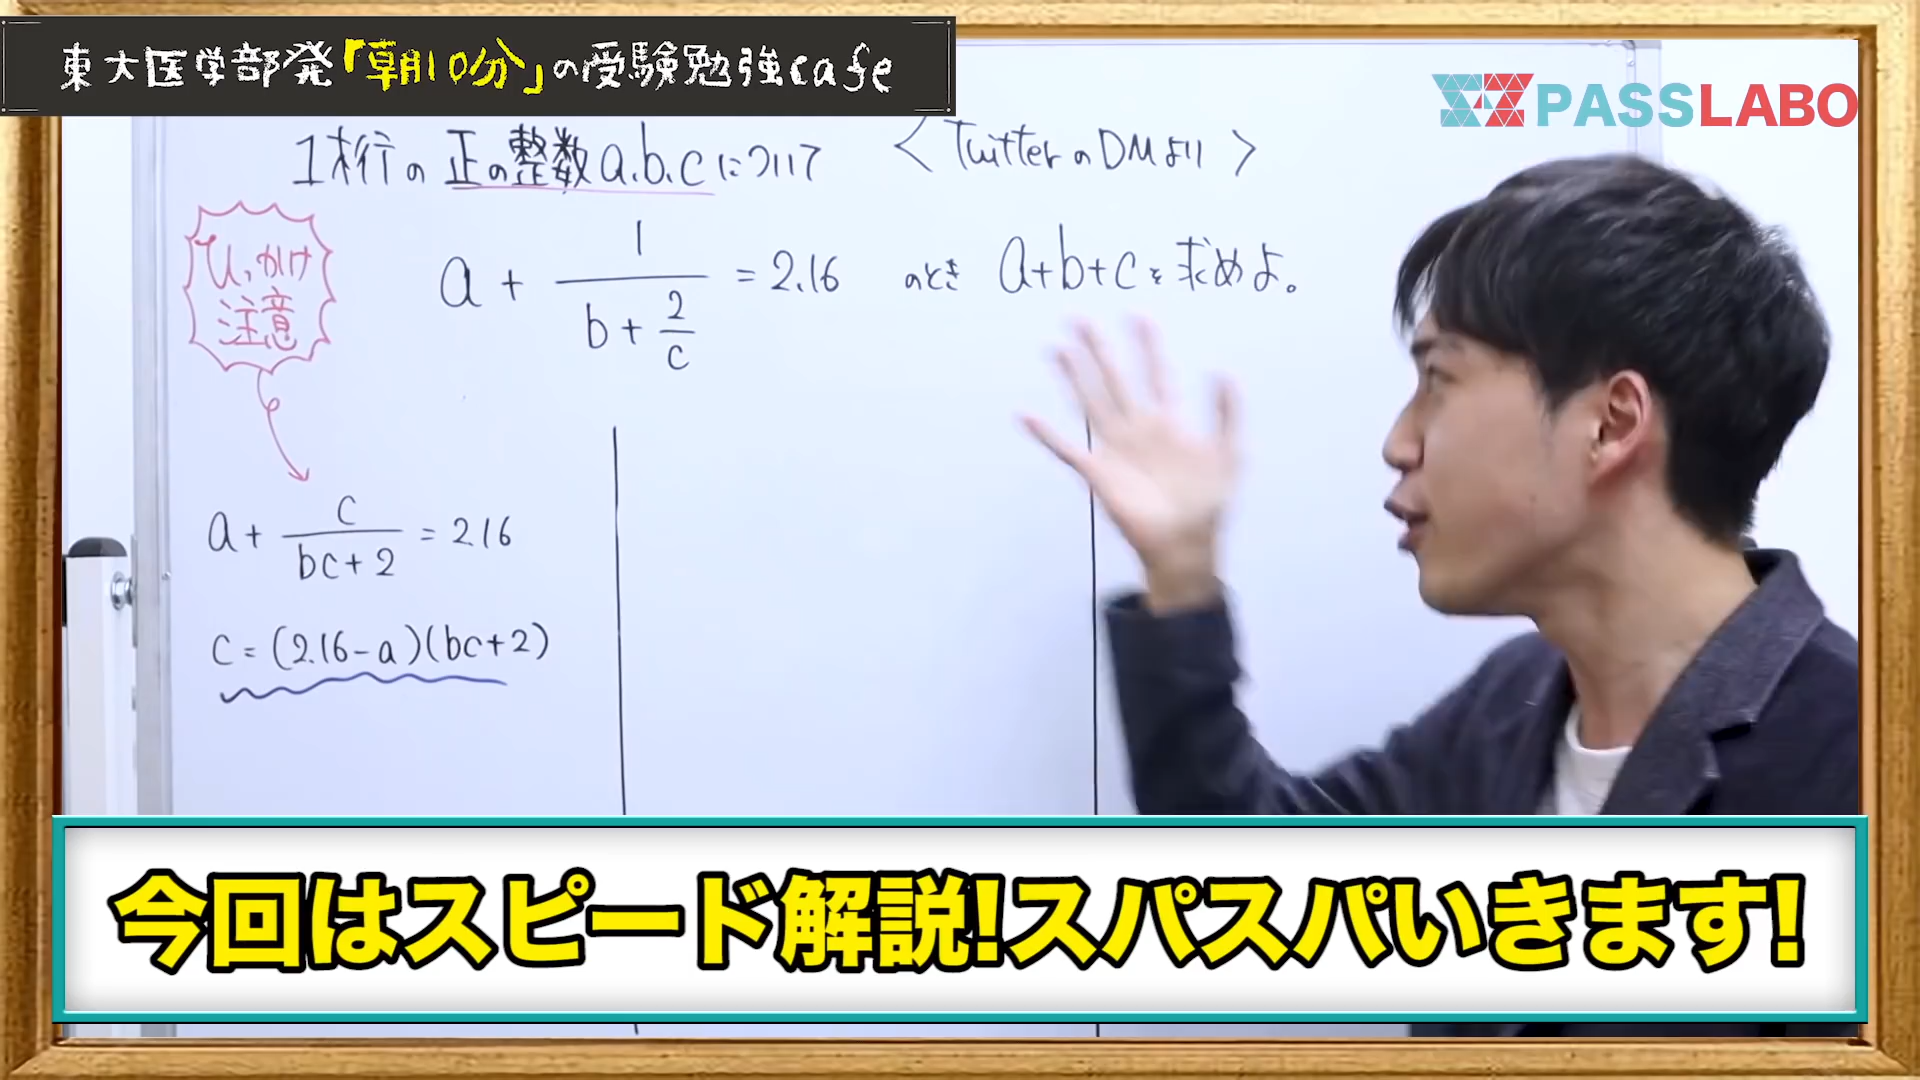 東大医学部発「朝10分」の受験勉強cafe
PASSLABO
1桁の正の整数a.b.cについて <TwitterのDMより>
ひっかけ
注意
a + 1/(b + 2/c) = 2.16 のとき a+b+cを求めよ。
a + c/(bc+2) = 2.16
c = (2.16-a)(bc+2)
今回はスピード解説!スパスパいきます!